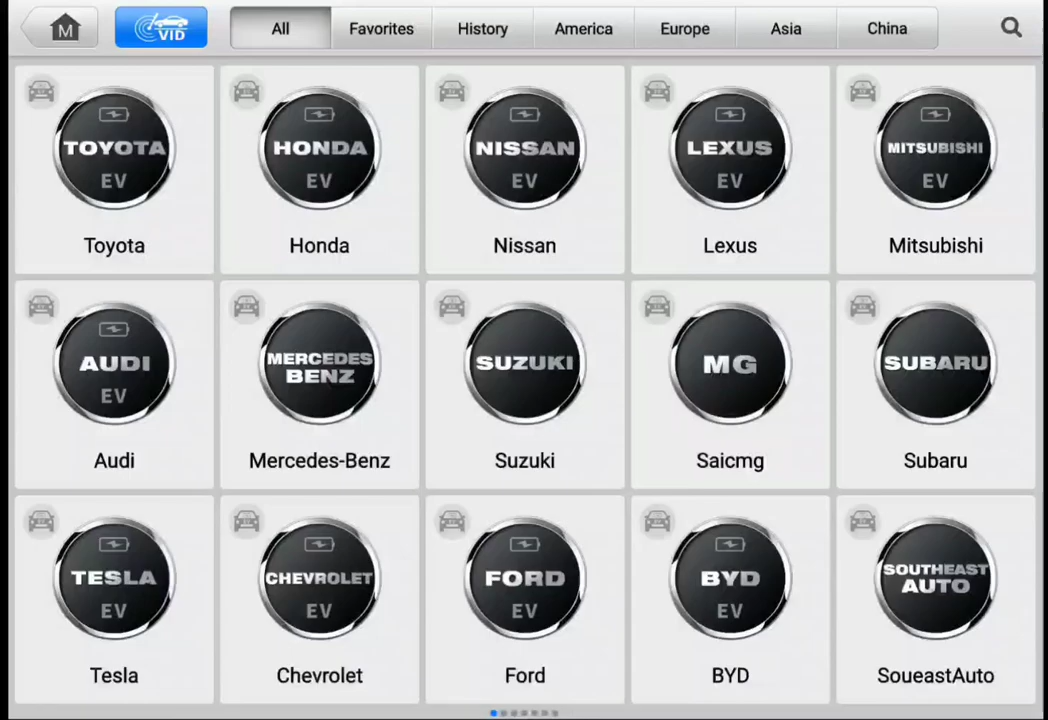 M
VID
All
Favorites
History
America
Europe
Asia
China
TOYOTA
EV
Toyota
HONDA
EV
Honda
NISSAN
EV
Nissan
LEXUS
EV
Lexus
MITSUBISHI
EV
Mitsubishi
AUDI
EV
Audi
MERCEDES
BENZ
Mercedes-Benz
SUZUKI
Suzuki
MG
Saicmg
SUBARU
Subaru
TESLA
EV
Tesla
CHEVROLET
EV
Chevrolet
FORD
EV
Ford
BYD
EV
BYD
SOUTHEAST
AUTO
SoueastAuto